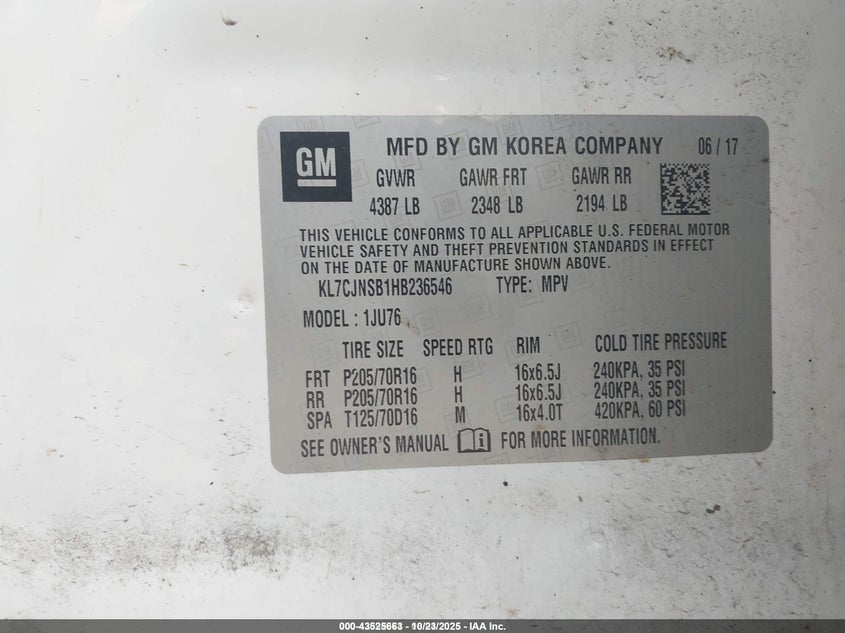 GM
MFD BY GM KOREA COMPANY 06 / 17
GVWR GAWR FRT GAWR RR
4387 LB 2348 LB 2194 LB
THIS VEHICLE CONFORMS TO ALL APPLICABLE U.S. FEDERAL MOTOR
VEHICLE SAFETY AND THEFT PREVENTION STANDARDS IN EFFECT
ON THE DATE OF MANUFACTURE SHOWN ABOVE.
KL7CJNSB1HB236546 TYPE: MPV
MODEL : 1JU76
TIRE SIZE SPEED RTG RIM COLD TIRE PRESSURE
FRT P205/70R16 H 16x6.5J 240KPA, 35 PSI
RR P205/70R16 H 16x6.5J 240KPA, 35 PSI
SPA T125/70D16 M 16x4.0T 420KPA, 60 PSI
SEE OWNER'S MANUAL FOR MORE INFORMATION.
000-43525663 - 10/23/2025 - IAA Inc.